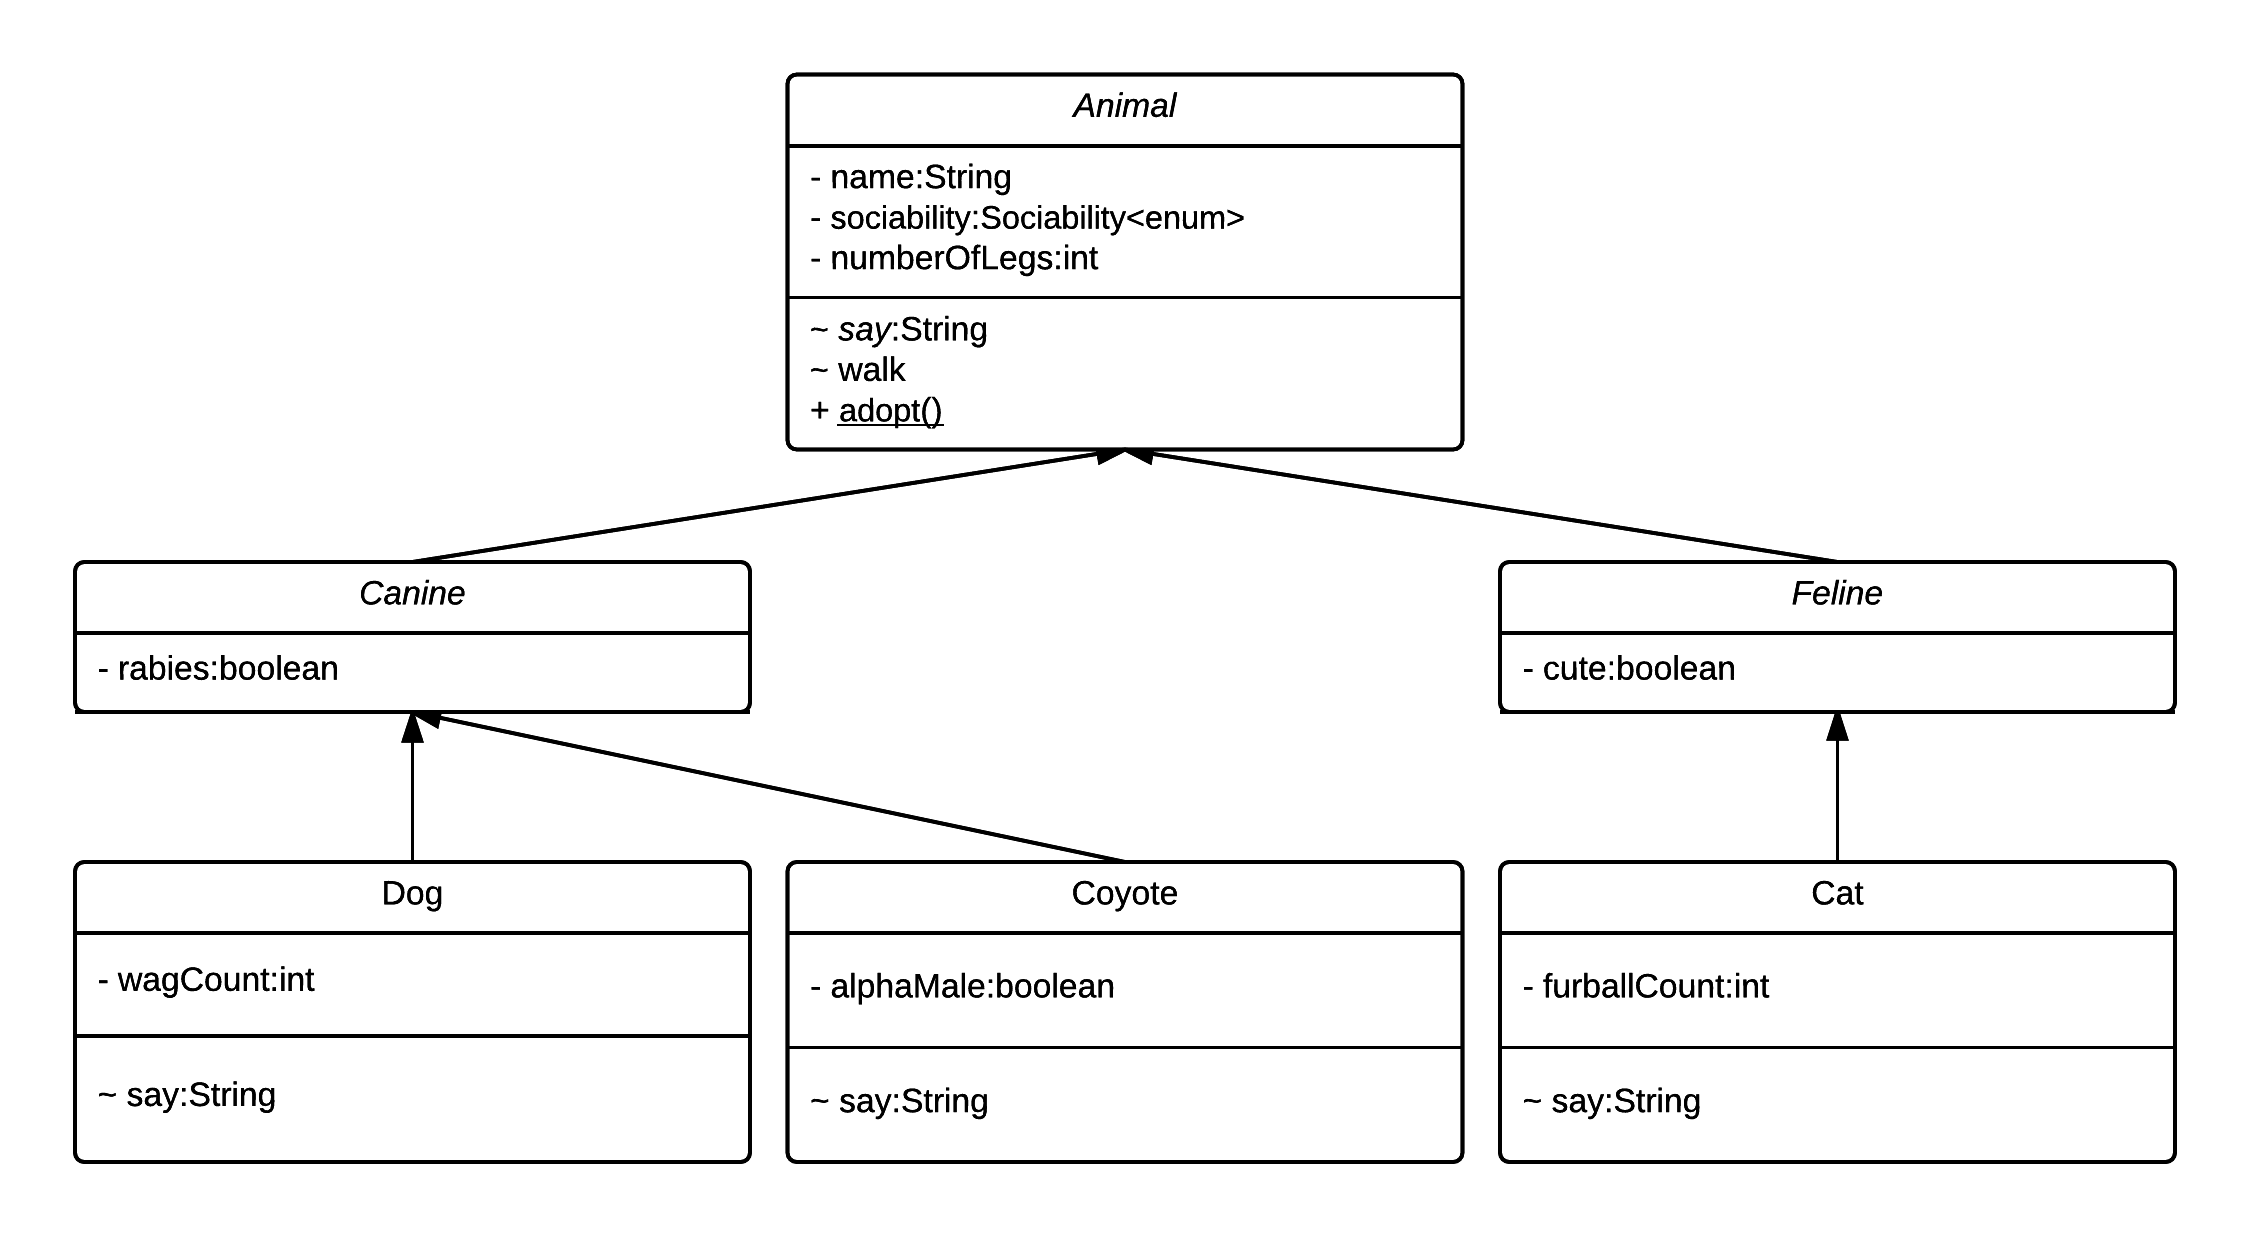 Animal
- name:String
- sociability:Sociability<enum>
- numberOfLegs:int
~ say:String
~ walk
+ adopt()
Canine
- rabies:boolean
Feline
- cute:boolean
Dog
- wagCount:int
~ say:String
Coyote
- alphaMale:boolean
~ say:String
Cat
- furballCount:int
~ say:String